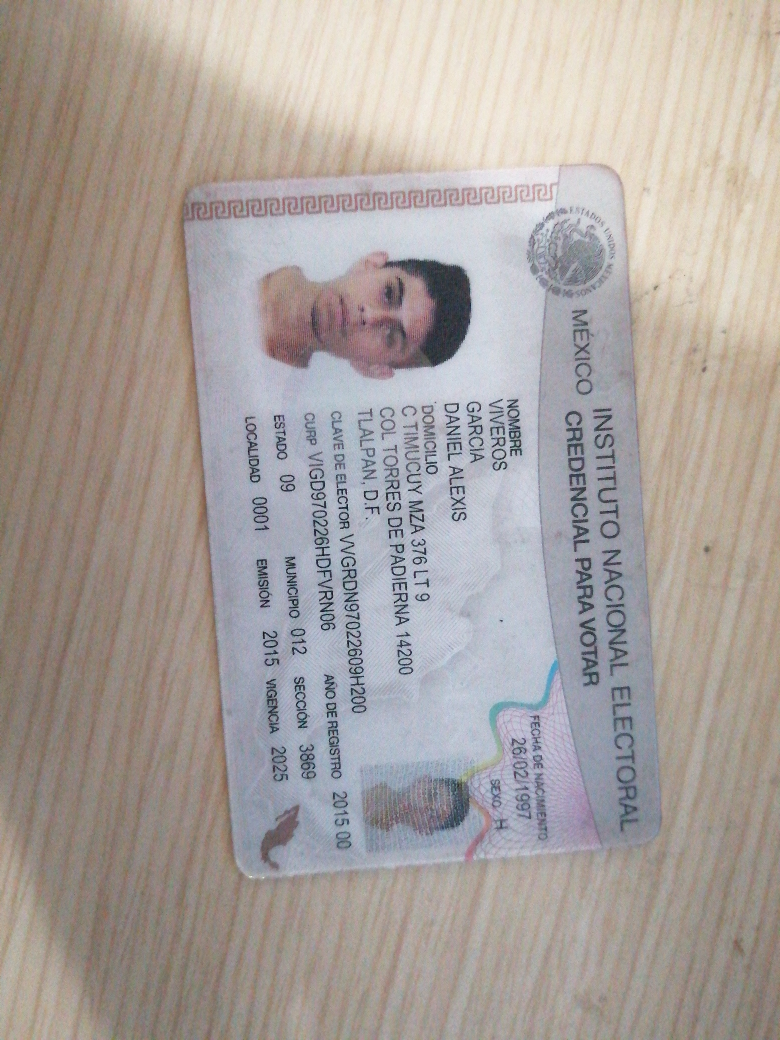 ESTADOS UNIDOS MEXICANOS
MÉXICO INSTITUTO NACIONAL ELECTORAL
CREDENCIAL PARA VOTAR
NOMBRE
VIVEROS
GARCIA
DANIEL ALEXIS
FECHA DE NACIMIENTO
26/02/1997
SEXO H
DOMICILIO
C TIMUCUY MZA 376 LT 9
COL TORRES DE PADIERNA 14200
TLALPAN, D.F.
CLAVE DE ELECTOR VVGRDN97022609H200
CURP VIGD970226HDFVRN06 AÑO DE REGISTRO 2015 00
ESTADO 09 MUNICIPIO 012 SECCIÓN 3869
LOCALIDAD 0001 EMISIÓN 2015 VIGENCIA 2025